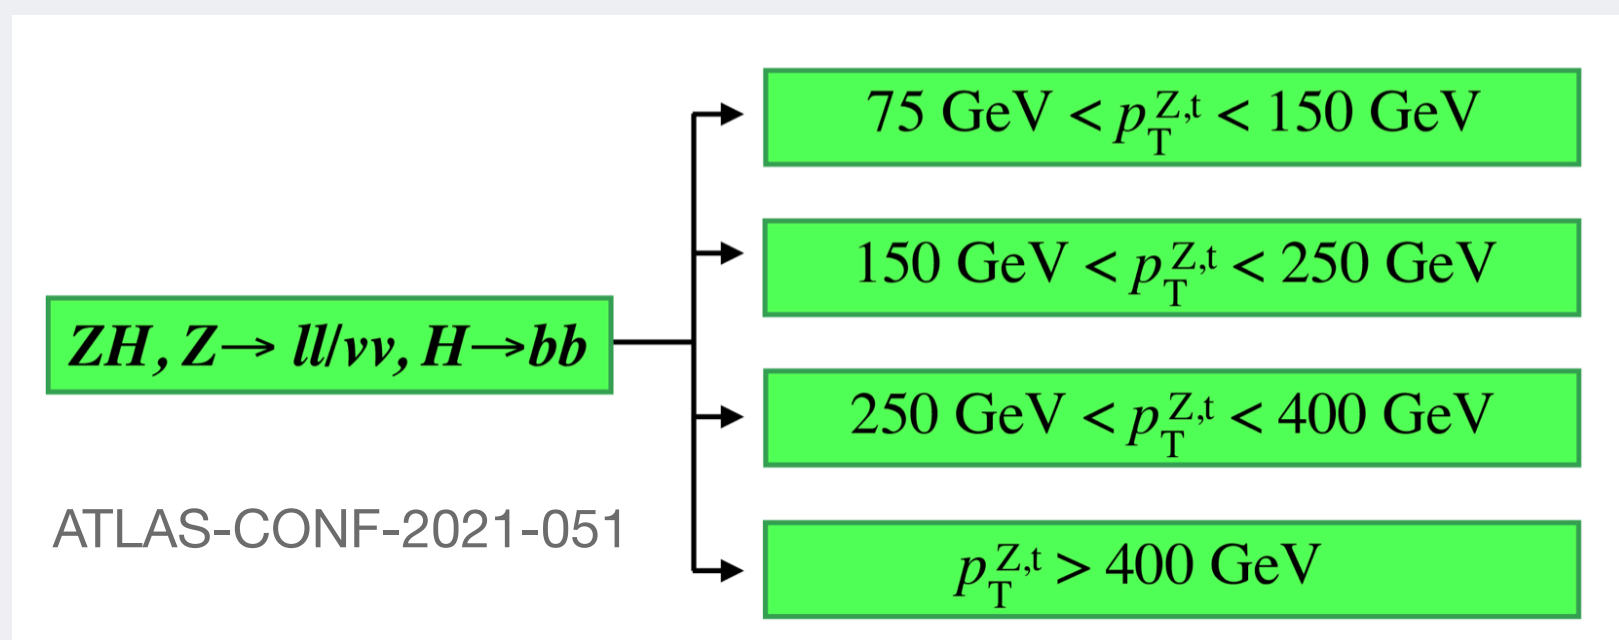 75 GeV < p_T^{Z,t} < 150 GeV
150 GeV < p_T^{Z,t} < 250 GeV
ZH, Z→ ll/νν, H→bb
250 GeV < p_T^{Z,t} < 400 GeV
ATLAS-CONF-2021-051
p_T^{Z,t} > 400 GeV